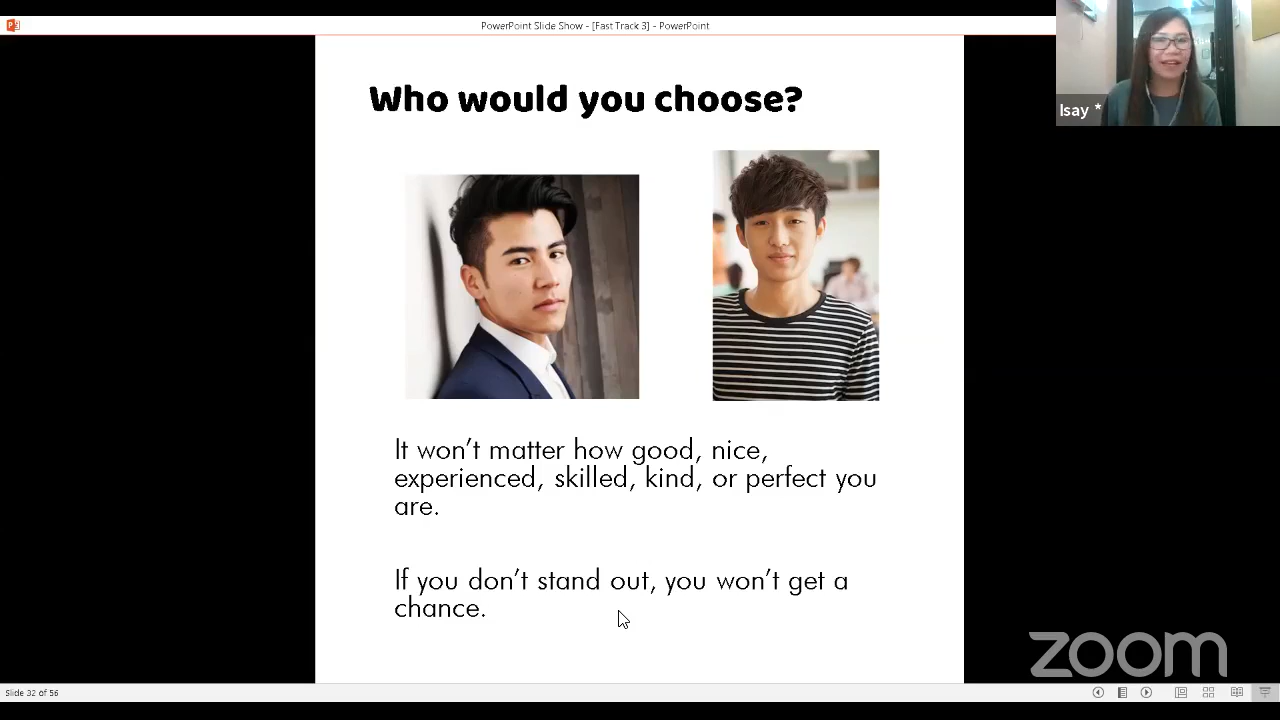 PowerPoint Slide Show - [Fast Track 3] - PowerPoint
Isay *
Who would you choose?
It won't matter how good, nice,
experienced, skilled, kind, or perfect you
are.
If you don't stand out, you won't get a
chance.
zoom
Slide 32 of 56